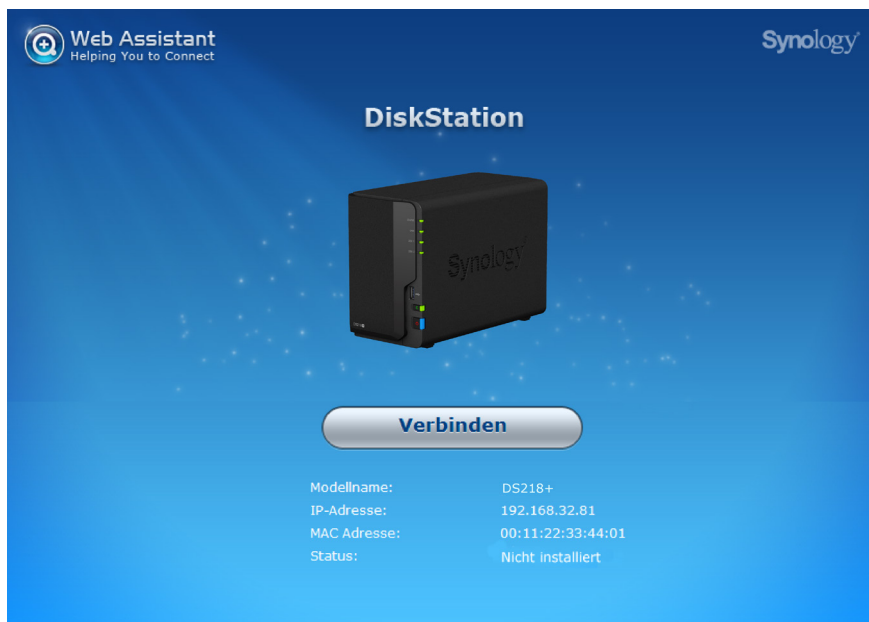 Web Assistant
Helping You to Connect
Synology
DiskStation
Synology
Verbinden
Modellname: DS218+
IP-Adresse: 192.168.32.81
MAC Adresse: 00:11:22:33:44:01
Status: Nicht installiert